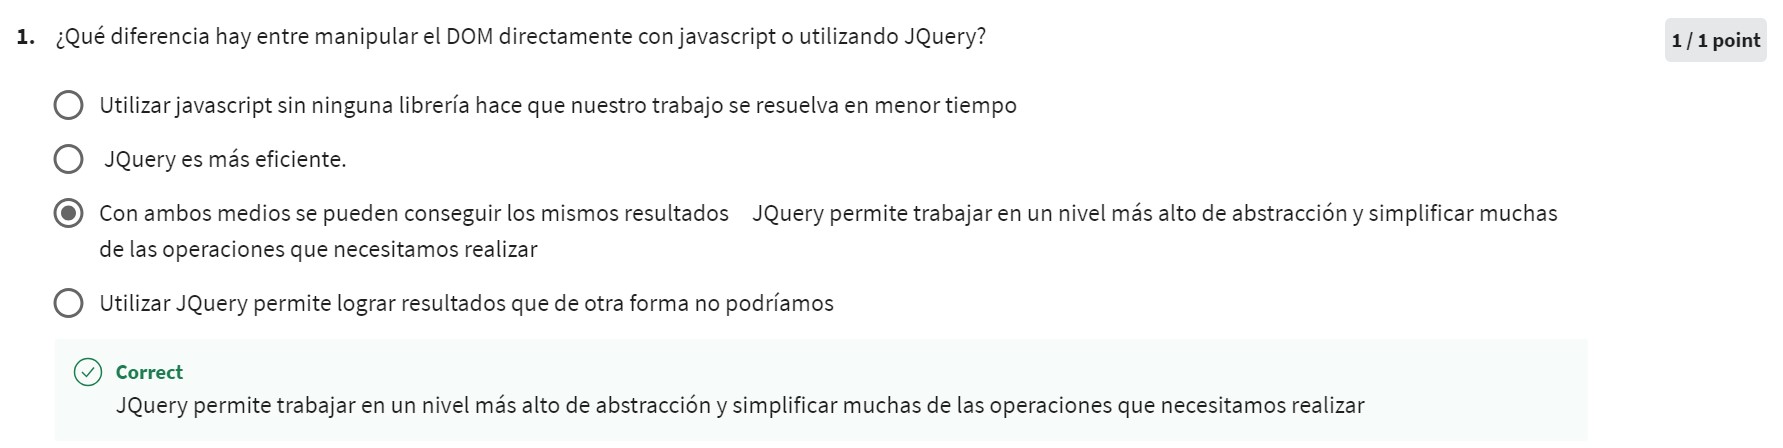 1. ¿Qué diferencia hay entre manipular el DOM directamente con javascript o utilizando JQuery?
1 / 1 point
Utilizar javascript sin ninguna librería hace que nuestro trabajo se resuelva en menor tiempo
JQuery es más eficiente.
Con ambos medios se pueden conseguir los mismos resultados JQuery permite trabajar en un nivel más alto de abstracción y simplificar muchas
de las operaciones que necesitamos realizar
Utilizar JQuery permite lograr resultados que de otra forma no podríamos
Correct
JQuery permite trabajar en un nivel más alto de abstracción y simplificar muchas de las operaciones que necesitamos realizar